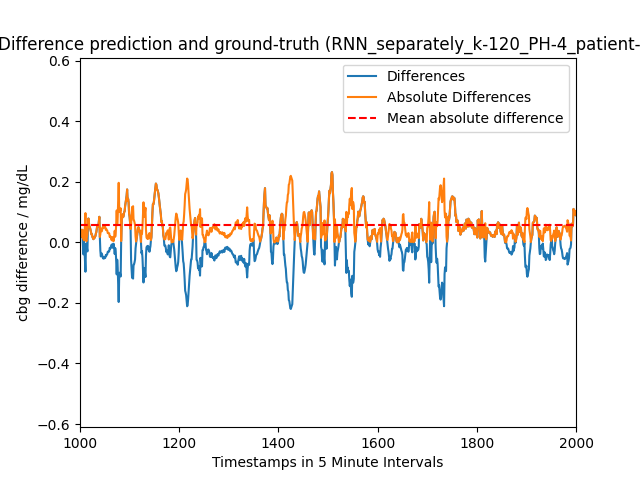 Difference prediction and ground-truth (RNN_separately_k-120_PH-4_patient-
Differences
Absolute Differences
Mean absolute difference
cbg difference / mg/dL
0.6
0.4
0.2
0.0
−0.2
−0.4
−0.6
1000 1200 1400 1600 1800 2000
Timestamps in 5 Minute Intervals